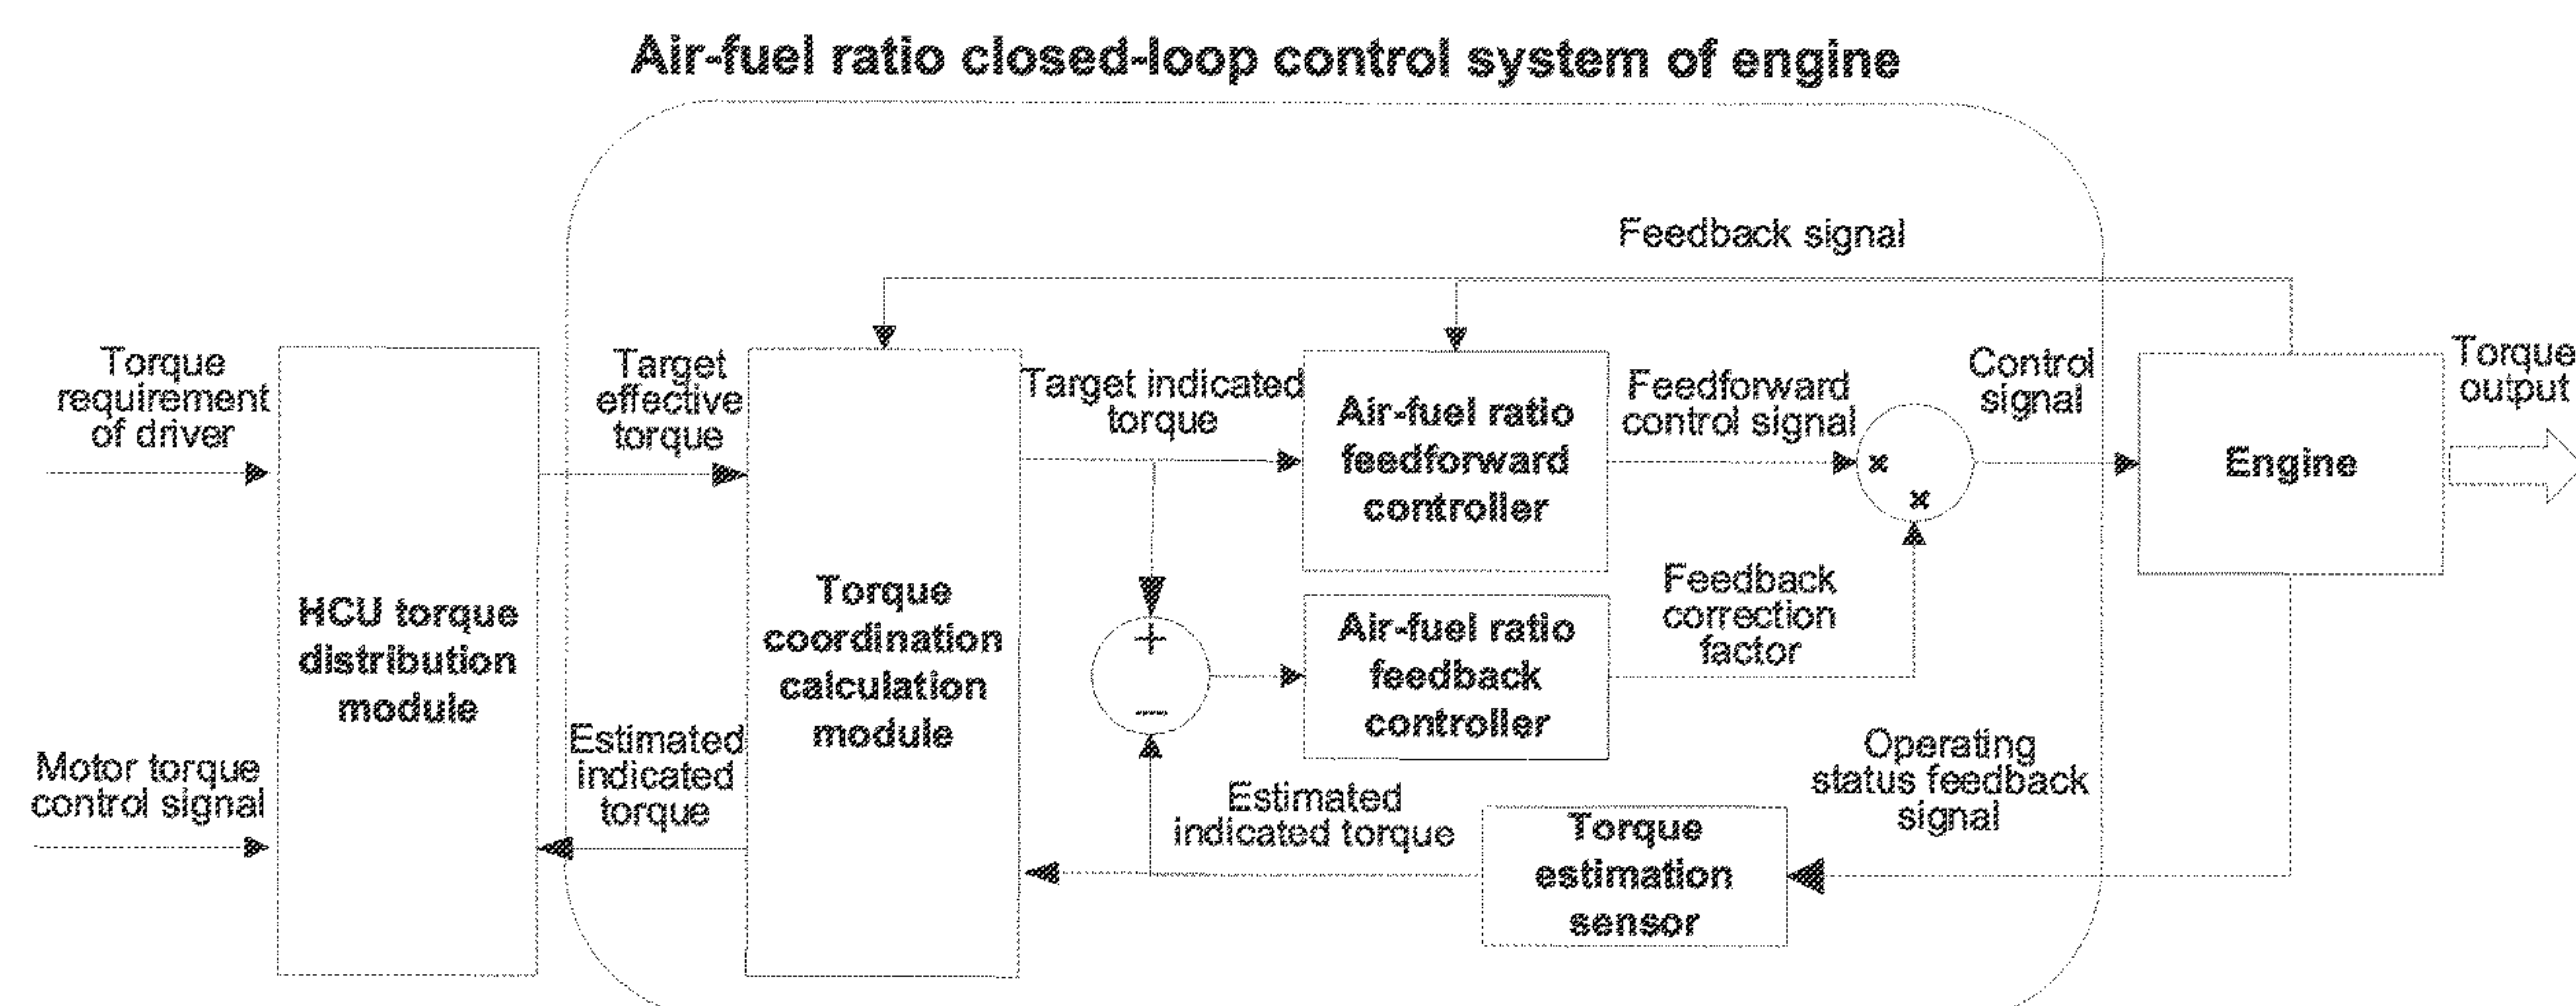 Air-fuel ratio closed-loop control system of engine
Feedback signal
Torque
requirement
of driver
Target
effective
torque
Target indicated
torque
Air-fuel ratio
feedforward
controller
Feedforward
control signal
×
×
Control
signal
Engine
Torque
output
HCU torque
distribution
module
Torque
coordination
calculation
module
+
−
Air-fuel ratio
feedback
controller
Feedback
correction
factor
Motor torque
control signal
Estimated
indicated
torque
Estimated
indicated torque
Torque
estimation
sensor
Operating
status feedback
signal